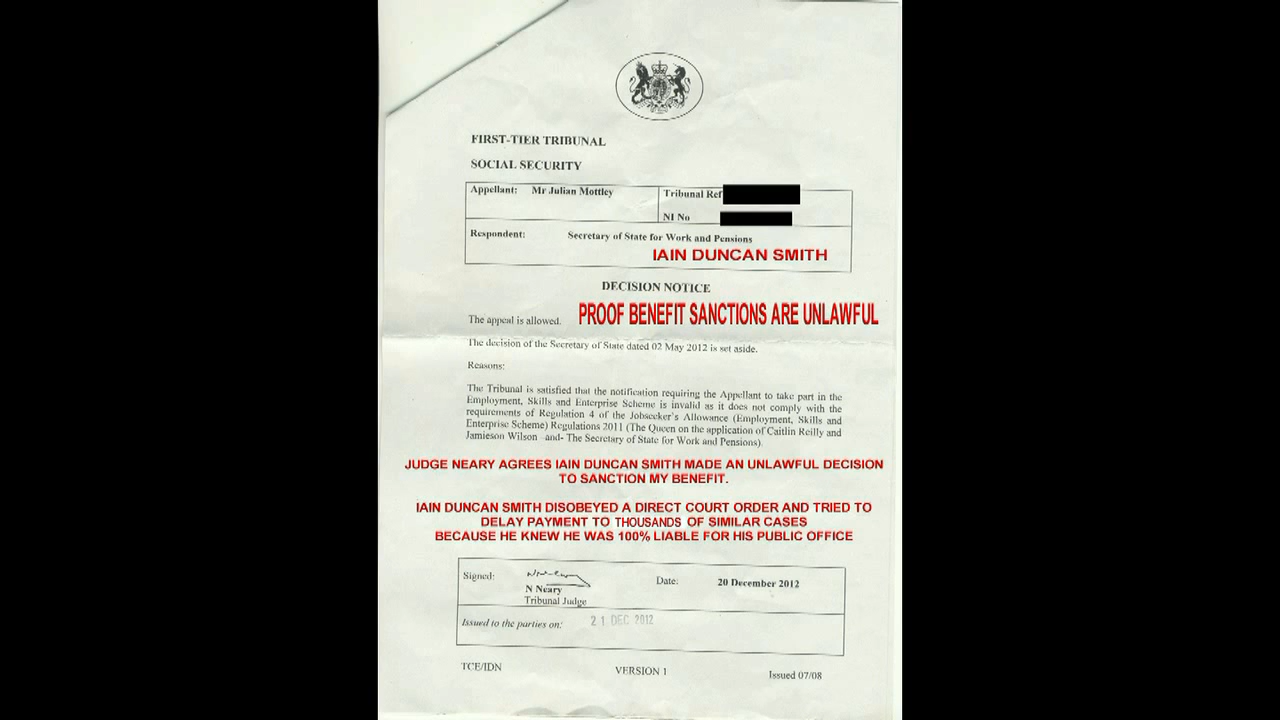 FIRST-TIER TRIBUNAL
SOCIAL SECURITY
Appellant: Mr Julian Mottley
Tribunal Ref
NI No
Respondent: Secretary of State for Work and Pensions
IAIN DUNCAN SMITH
DECISION NOTICE
The appeal is allowed. PROOF BENEFIT SANCTIONS ARE UNLAWFUL
The decision of the Secretary of State dated 02 May 2012 is set aside.
Reasons:
The Tribunal is satisfied that the notification requiring the Appellant to take part in the
Employment, Skills and Enterprise Scheme is invalid as it does not comply with the
requirements of Regulation 4 of the Jobseeker's Allowance (Employment, Skills and
Enterprise Scheme) Regulations 2011 (The Queen on the application of Caitlin Reilly and
Jamieson Wilson -and- The Secretary of State for Work and Pensions).
JUDGE NEARY AGREES IAIN DUNCAN SMITH MADE AN UNLAWFUL DECISION
TO SANCTION MY BENEFIT.
IAIN DUNCAN SMITH DISOBEYED A DIRECT COURT ORDER AND TRIED TO
DELAY PAYMENT TO THOUSANDS OF SIMILAR CASES
BECAUSE HE KNEW HE WAS 100% LIABLE FOR HIS PUBLIC OFFICE
Signed: Date: 20 December 2012
N Neary
Tribunal Judge
Issued to the parties on: 21 DEC 2012
TCE/IDN VERSION 1 Issued 07/08